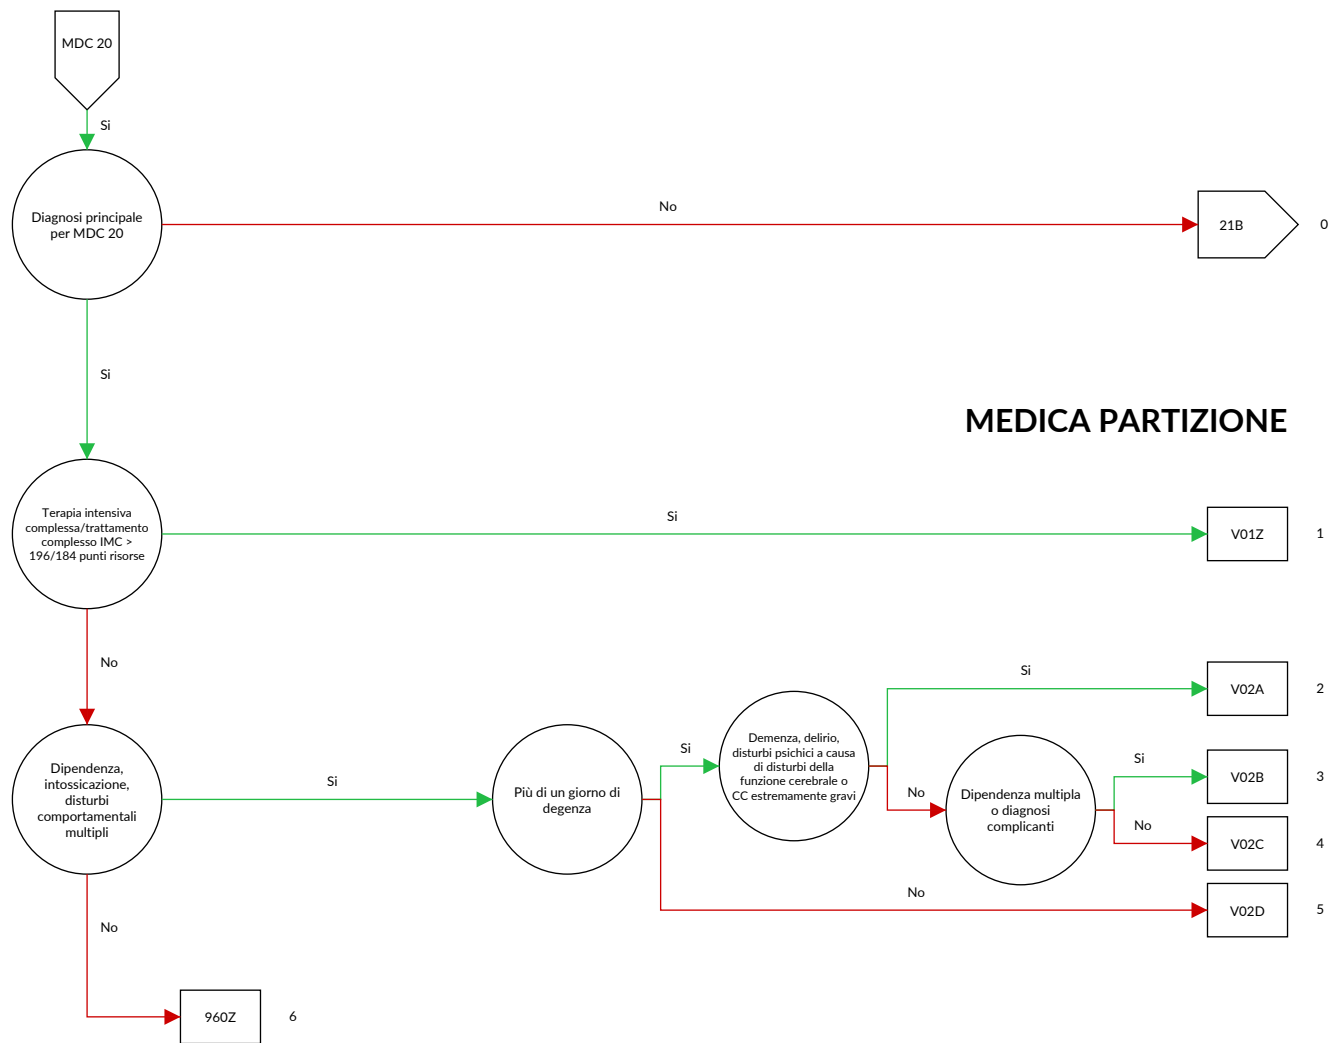 MDC 20
Si
Diagnosi principale
per MDC 20
No
21B
0
Si
MEDICA PARTIZIONE
Terapia intensiva
complessa/trattamento
complesso IMC >
196/184 punti risorse
Si
V01Z
1
No
Dipendenza,
intossicazione,
disturbi
comportamentali
multipli
Si
Più di un giorno di
degenza
Si
Demenza, delirio,
disturbi psichici a causa
di disturbi della
funzione cerebrale o
CC estremamente gravi
Si
V02A
2
No
Dipendenza multipla
o diagnosi
complicanti
Si
V02B
3
No
V02C
4
No
V02D
5
No
960Z
6